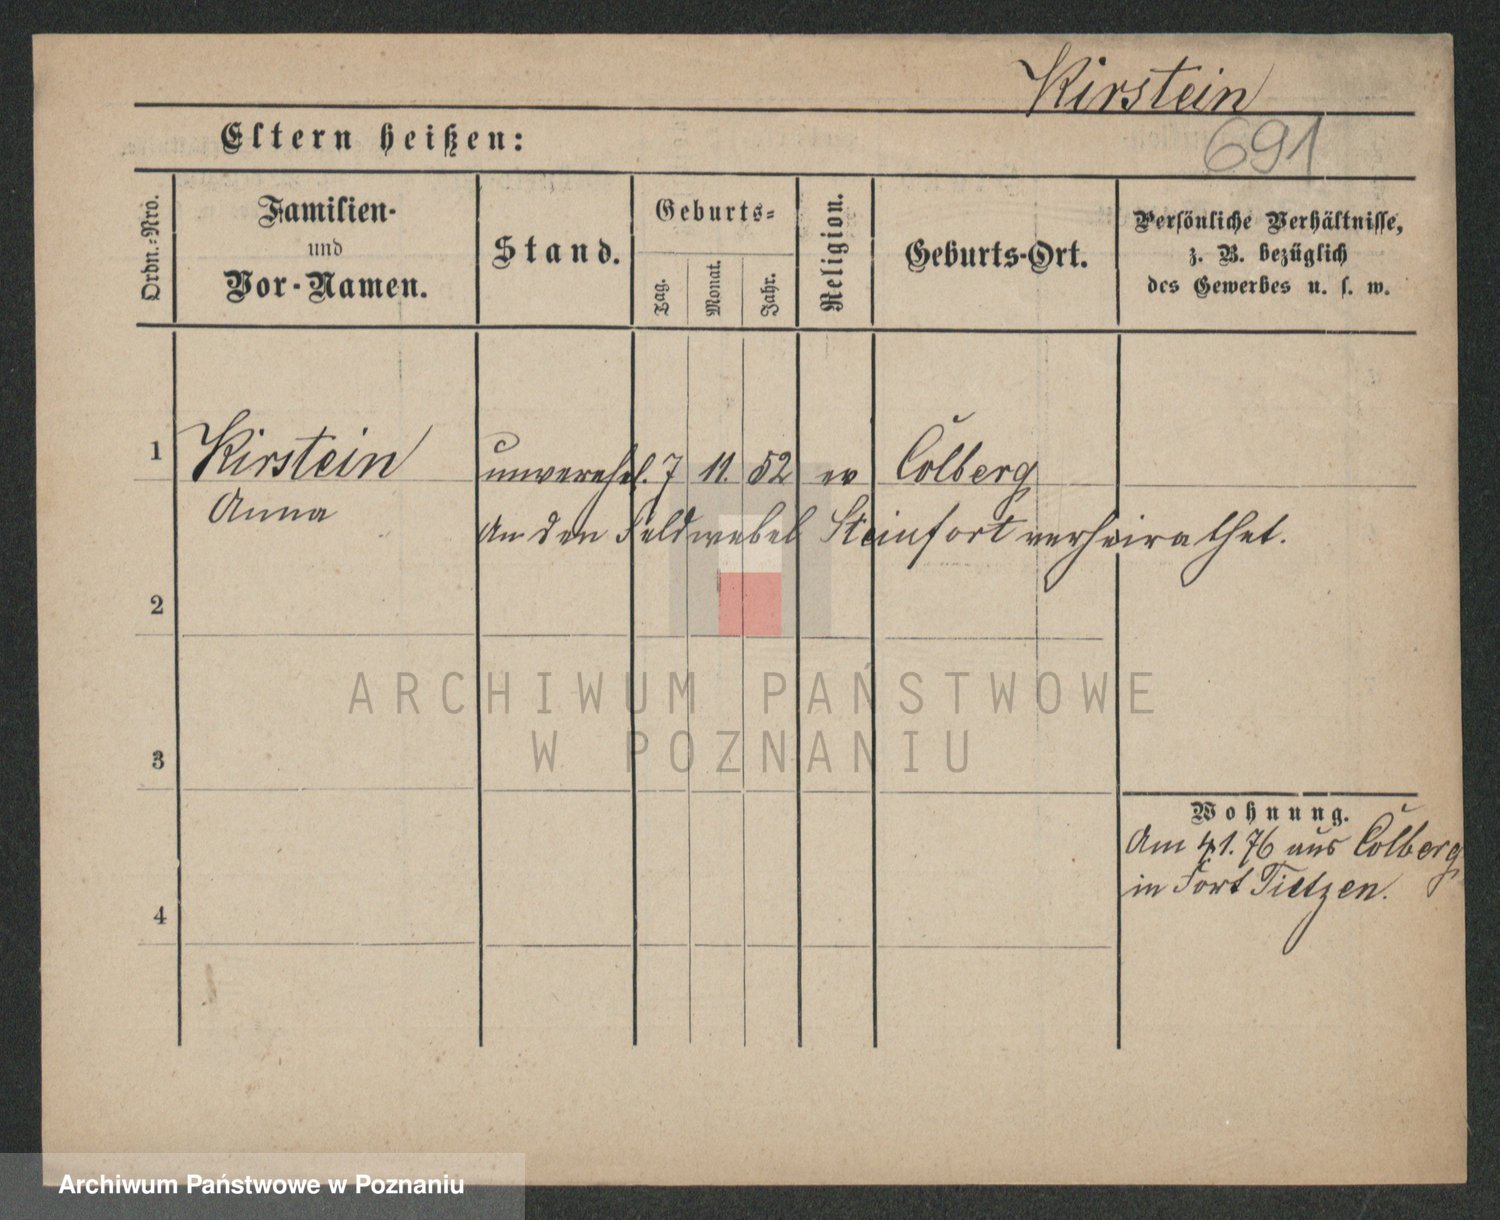 Kirstein
691
Eltern heißen:
Ordn.-Nro.
Familien-
und
Vor-Namen.
Stand.
Geburts-
Tag.
Monat.
Jahr.
Religion.
Geburts-Ort.
Persönliche Verhältnisse,
z. B. bezüglich
des Gewerbes u. s. w.
1 Kirstein unverehel. 7 11. 52 ev Colberg
Anna An den Feldwebel Steinfort verheirathet.
2
ARCHIWUM PAŃSTWOWE
W POZNANIU
3
Wohnung.
Am 4/1. 76 aus Colberg
in Fort Tietzen.
4
Archiwum Państwowe w Poznaniu